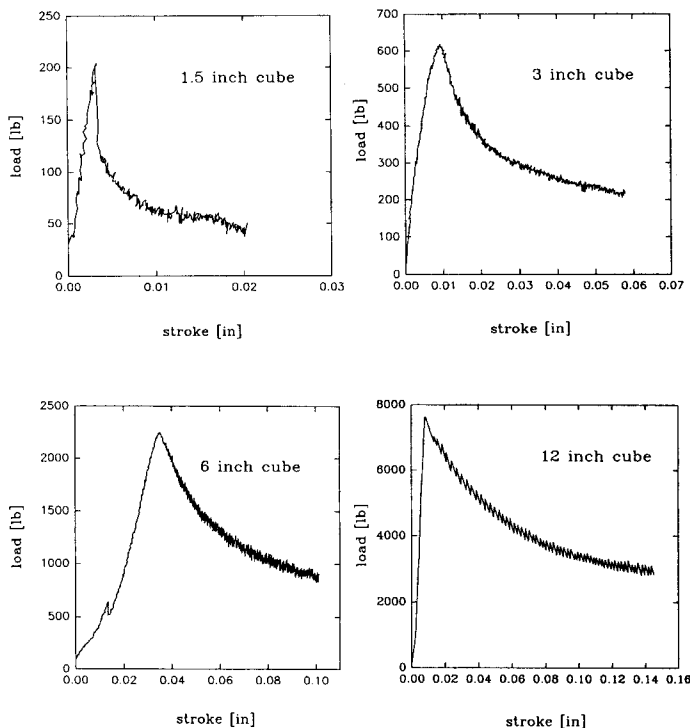 250
200
150
100
50
0
load [lb]
1.5 inch cube
0.00 0.01 0.02 0.03
stroke [in]
700
600
500
400
300
200
100
0
load [lb]
3 inch cube
0.00 0.01 0.02 0.03 0.04 0.05 0.06 0.07
stroke [in]
2500
2000
1500
1000
500
0
load [lb]
6 inch cube
0.00 0.02 0.04 0.06 0.08 0.10
stroke [in]
8000
6000
4000
2000
0
load [lb]
12 inch cube
0.00 0.02 0.04 0.06 0.08 0.10 0.12 0.14 0.16
stroke [in]